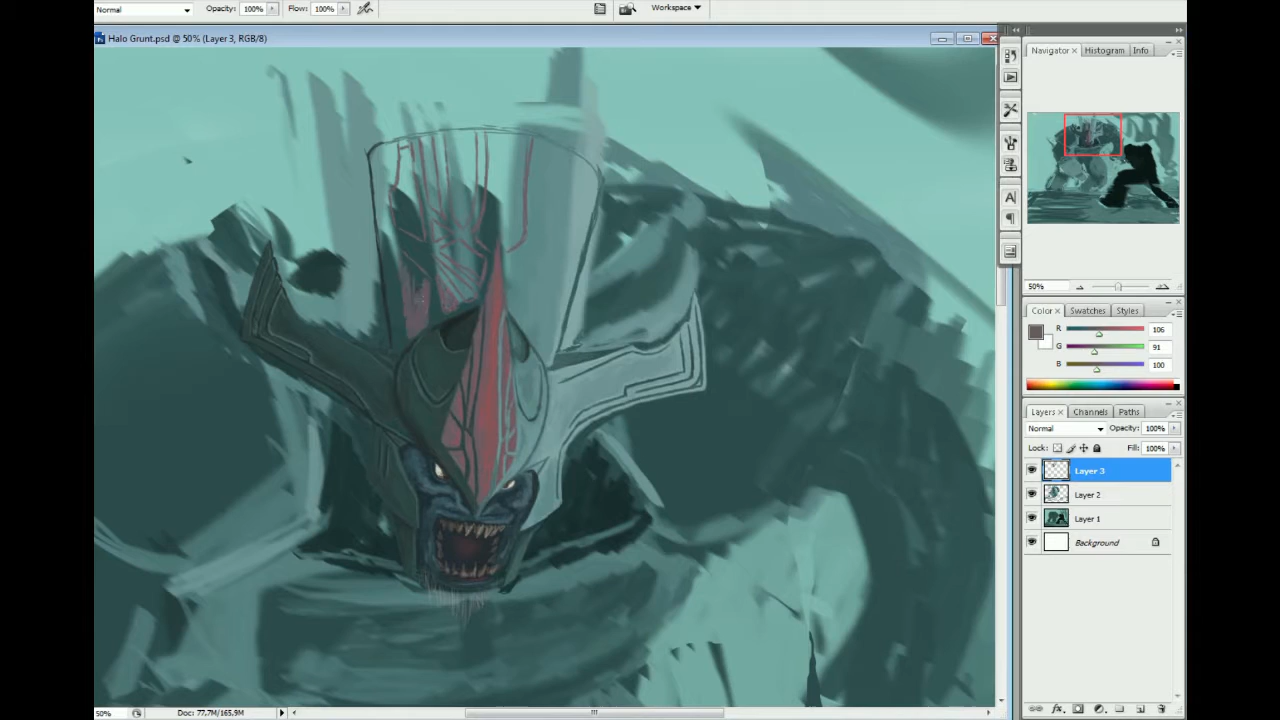 Normal Opacity: 100% Flow: 100% Workspace
Halo Grunt.psd @ 50% (Layer 3, RGB/8)
Navigator Histogram Info
50%
Color Swatches Styles
R 106
G 91
B 100
Layers Channels Paths
Normal Opacity: 100%
Lock: Fill: 100%
Layer 3
Layer 2
Layer 1
Background
50% Doc: 77,7M/165,9M